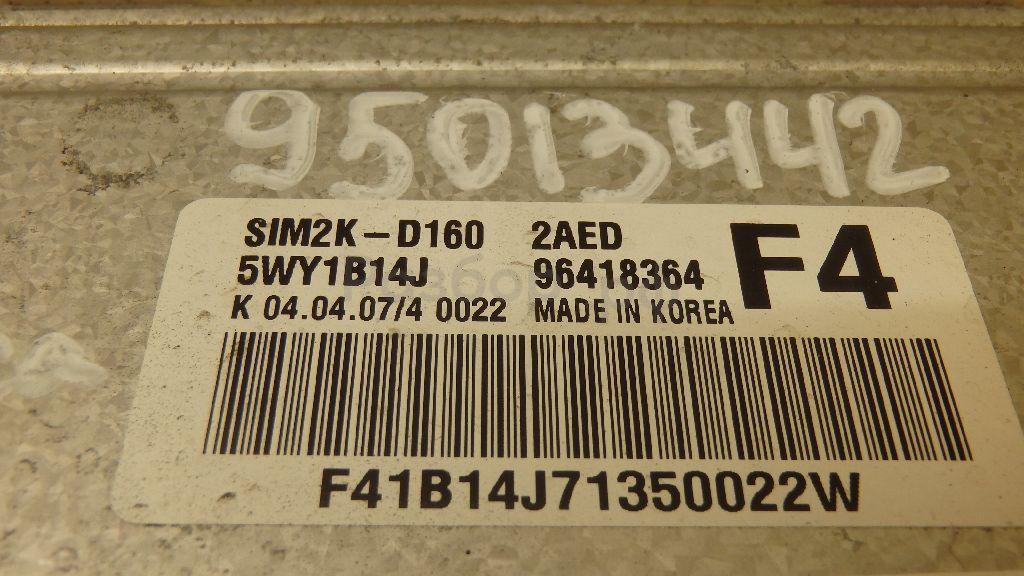 95013442
SIM2K-D160 2AED F4
5WY1B14J 96418364
K 04.04.07/4 0022 MADE IN KOREA
F41B14J71350022W